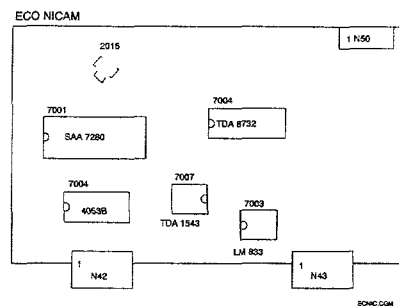 ECO NICAM
1 N50
2015
7001
SAA 7280
7004
TDA 8732
7004
4053B
7007
TDA 1543
7003
LM 833
1
N42
1
N43
ECNIC.CGM